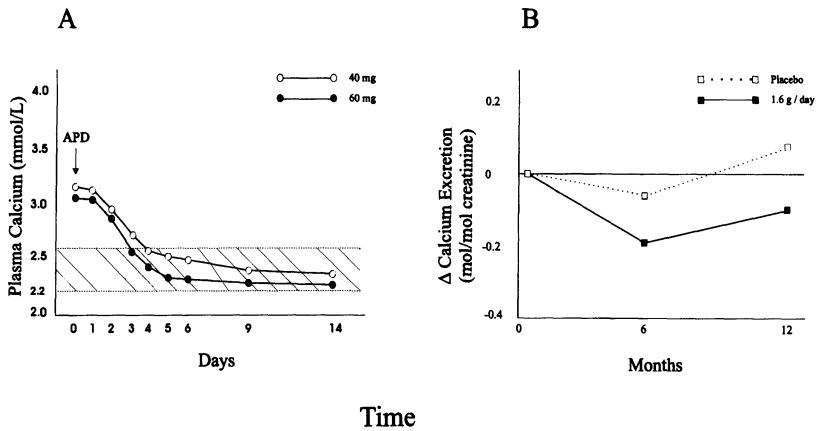 A
B
40 mg
60 mg
Plasma Calcium (mmol/L)
4.0
3.5
3.0
2.5
2.2
2.0
APD
0 1 2 3 4 5 6 9 14
Days
Placebo
1.6 g / day
Δ Calcium Excretion
(mol/mol creatinine)
0.2
0
-0.2
-0.4
0 6 12
Months
Time